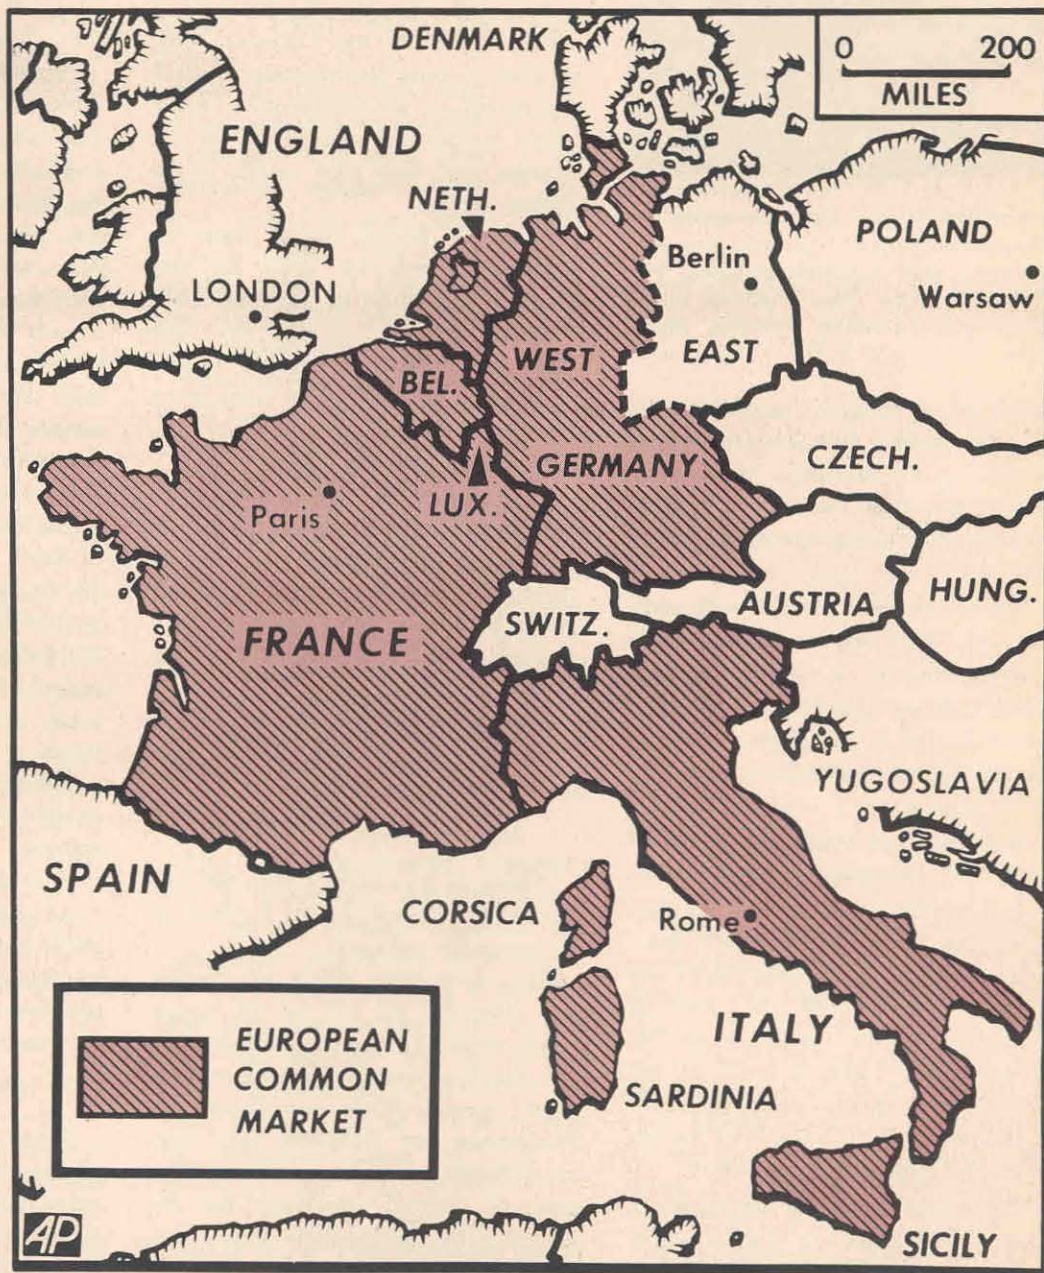 DENMARK
0 200
MILES
ENGLAND
NETH.
POLAND
Berlin
Warsaw
LONDON
WEST
EAST
BEL.
GERMANY
CZECH.
LUX.
Paris
FRANCE
SWITZ.
AUSTRIA
HUNG.
YUGOSLAVIA
SPAIN
CORSICA
Rome
ITALY
EUROPEAN
COMMON
MARKET
SARDINIA
SICILY
AP